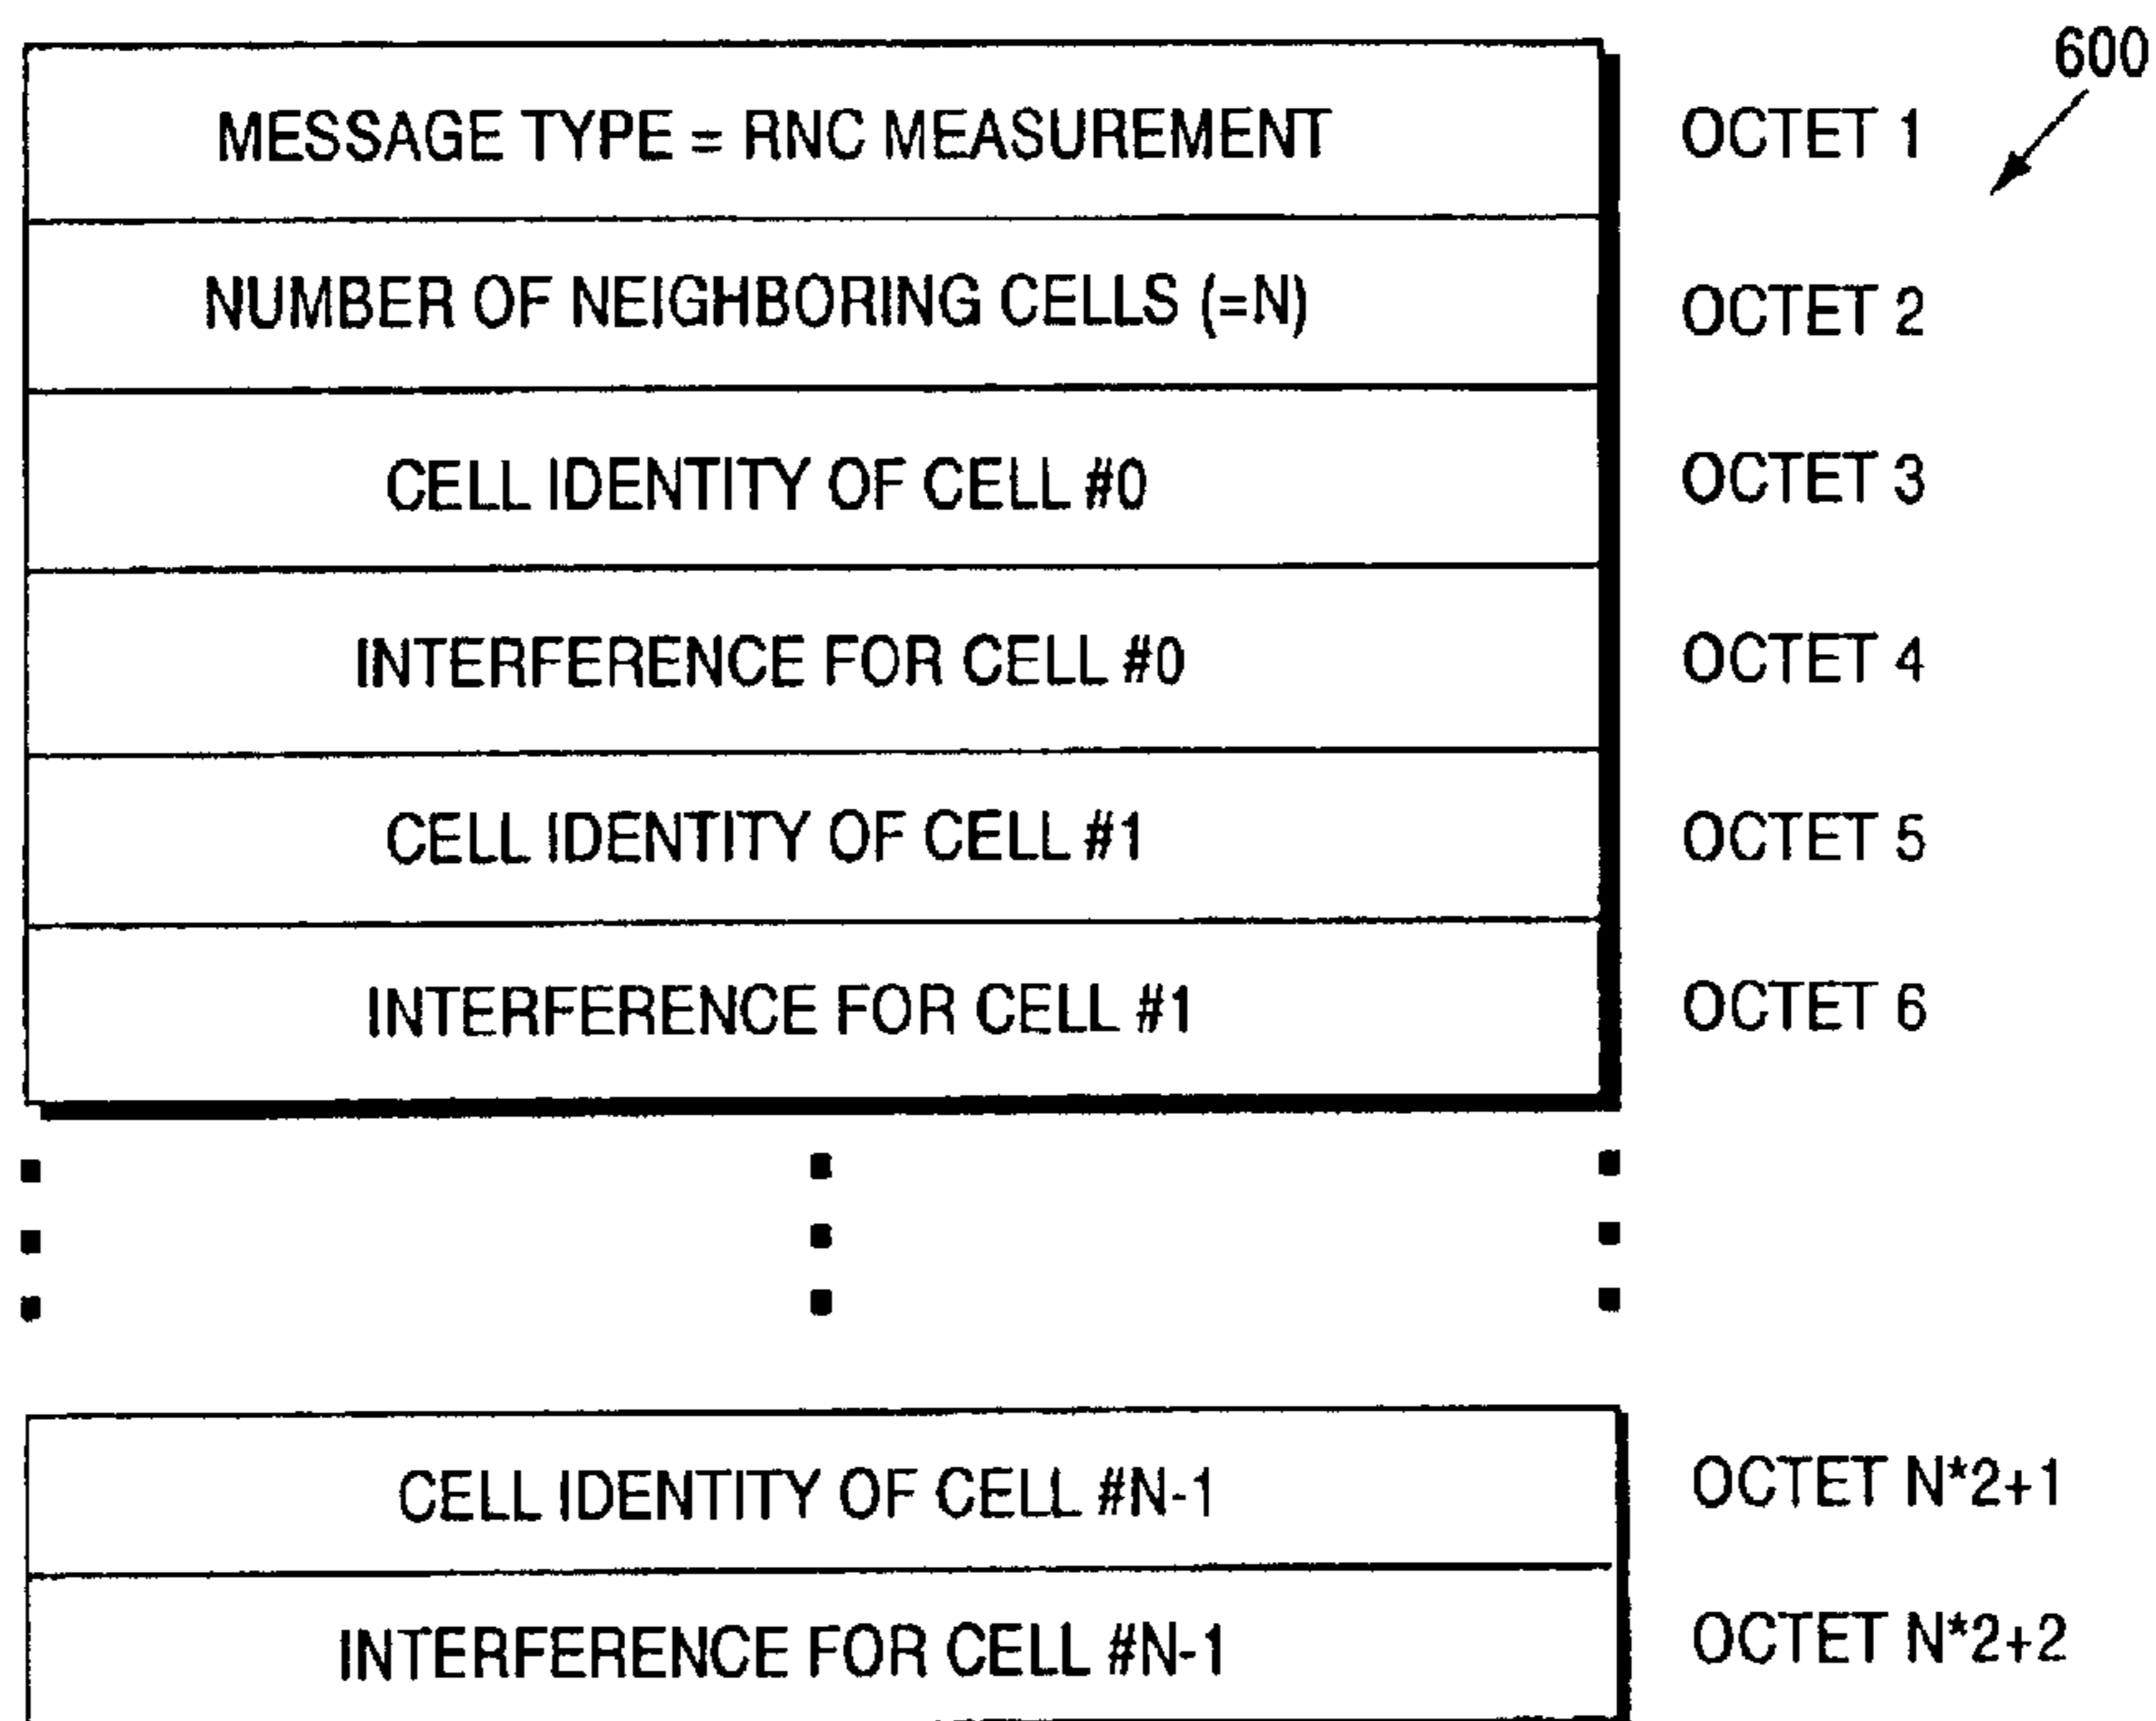 600
MESSAGE TYPE = RNC MEASUREMENT OCTET 1
NUMBER OF NEIGHBORING CELLS (=N) OCTET 2
CELL IDENTITY OF CELL #0 OCTET 3
INTERFERENCE FOR CELL #0 OCTET 4
CELL IDENTITY OF CELL #1 OCTET 5
INTERFERENCE FOR CELL #1 OCTET 6
CELL IDENTITY OF CELL #N-1 OCTET N*2+1
INTERFERENCE FOR CELL #N-1 OCTET N*2+2